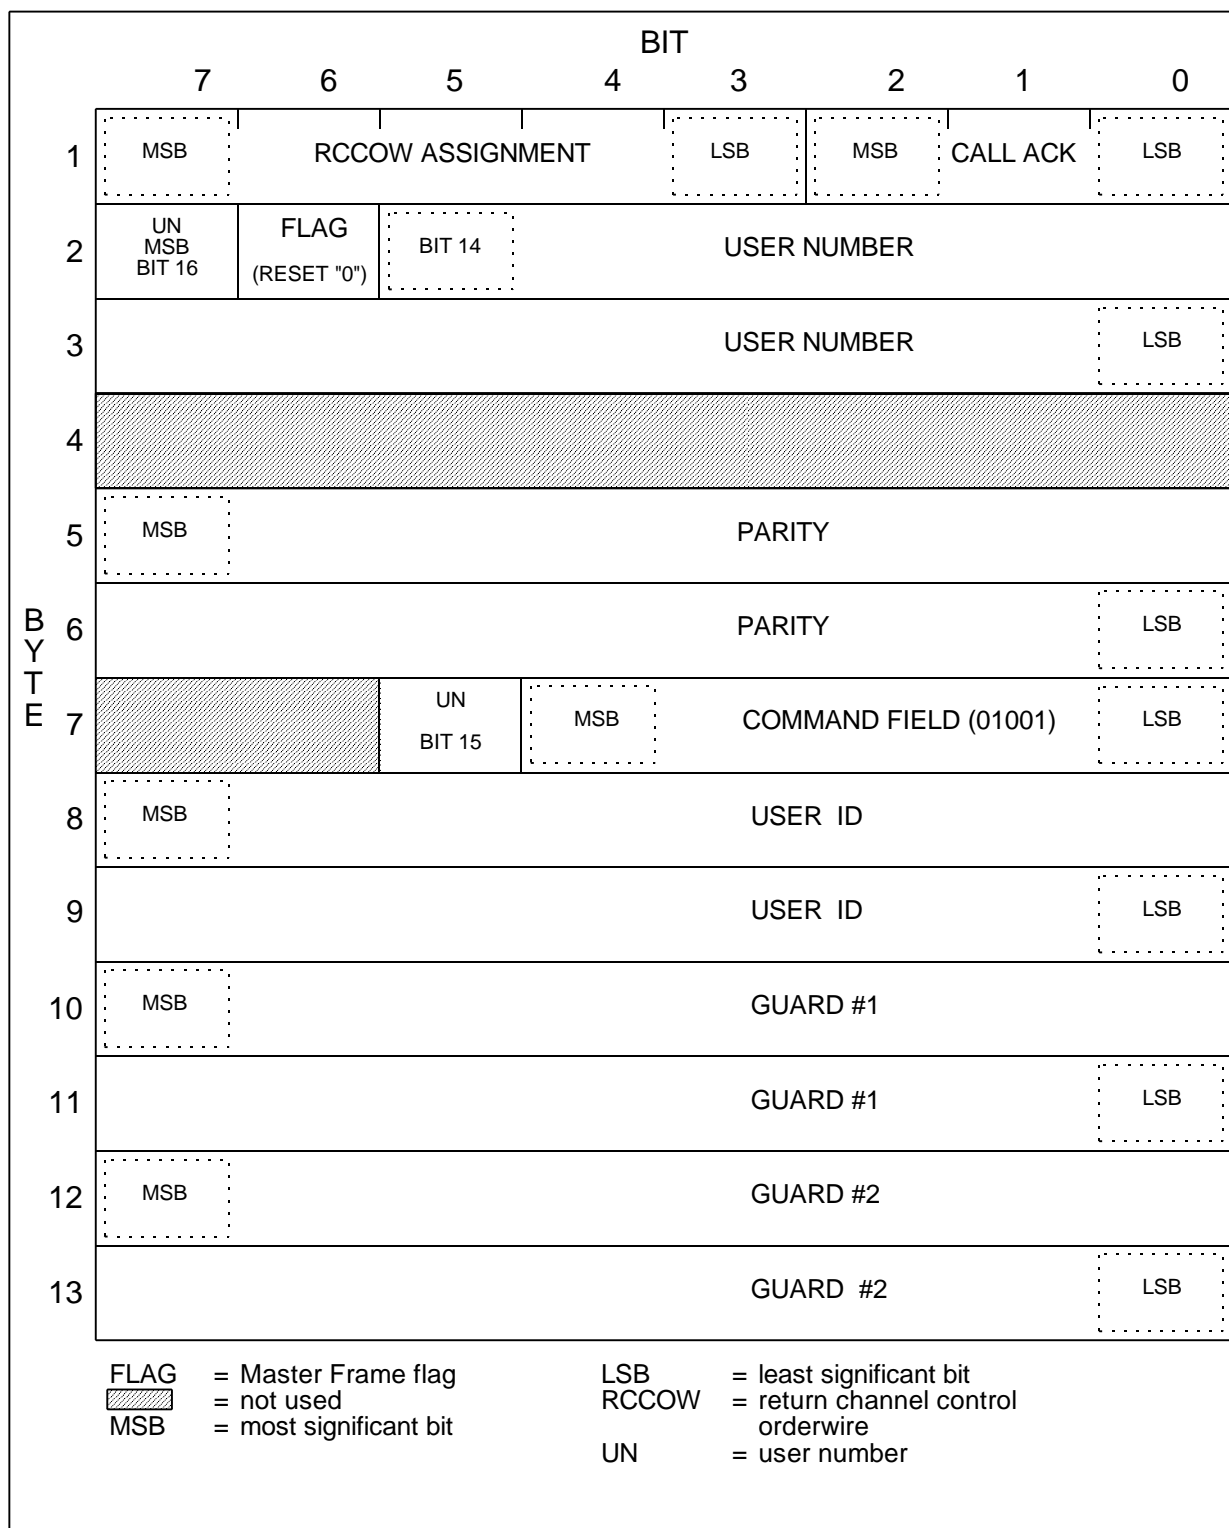 BIT
7 6 5 4 3 2 1 0
1 MSB RCCOW ASSIGNMENT LSB MSB CALL ACK LSB
2 UN MSB BIT 16 FLAG (RESET "0") BIT 14 USER NUMBER
3 USER NUMBER LSB
4
5 MSB PARITY
BYTE
6 PARITY LSB
7 UN BIT 15 MSB COMMAND FIELD (01001) LSB
8 MSB USER ID
9 USER ID LSB
10 MSB GUARD #1
11 GUARD #1 LSB
12 MSB GUARD #2
13 GUARD #2 LSB
FLAG = Master Frame flag
= not used
MSB = most significant bit
LSB = least significant bit
RCCOW = return channel control
orderwire
UN = user number